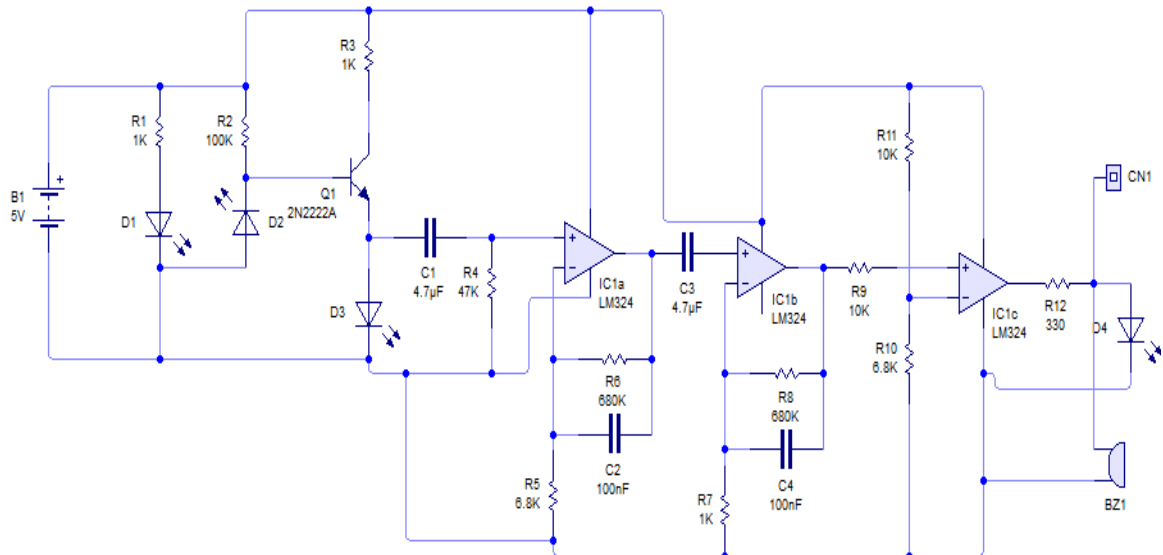 R3
1K
R1
1K
R2
100K
R11
10K
B1
5V
+
D1
D2
Q1
2N2222A
CN1
C1
4.7µF
R4
47K
+
−
IC1a
LM324
C3
4.7µF
+
−
IC1b
LM324
R9
10K
+
−
IC1c
LM324
R12
330
D4
D3
R10
6.8K
R6
680K
R8
680K
C2
100nF
C4
100nF
R5
6.8K
R7
1K
BZ1